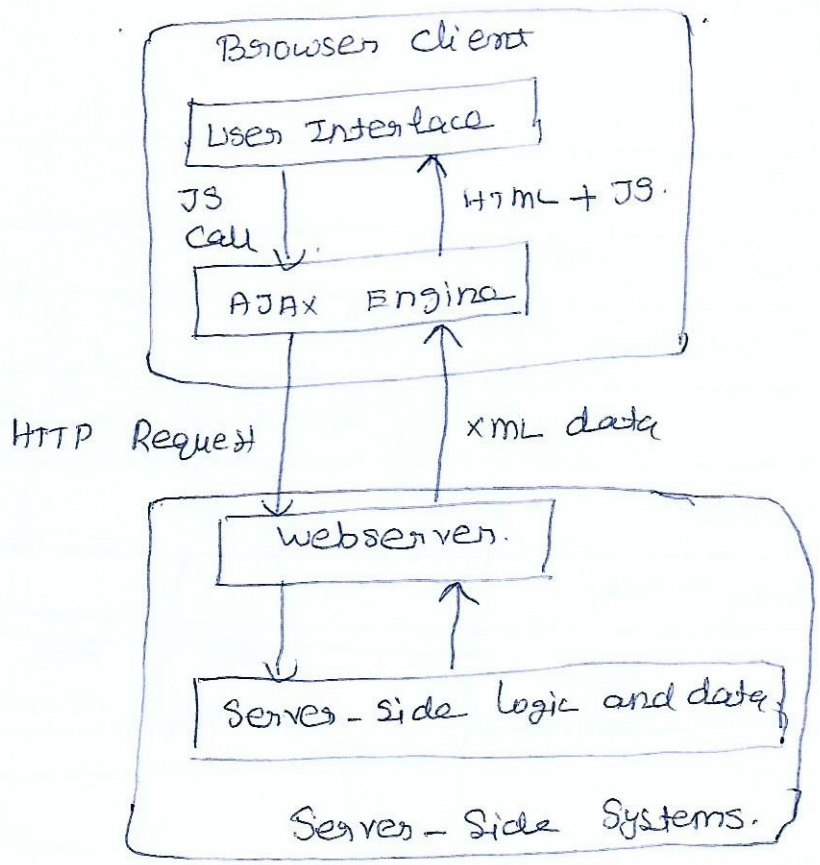 Browser Client
User Interface
JS
Call
HTML + JS.
AJAX Engine
HTTP Request
XML data
Webserver.
Server-side Logic and data
Server-Side Systems.